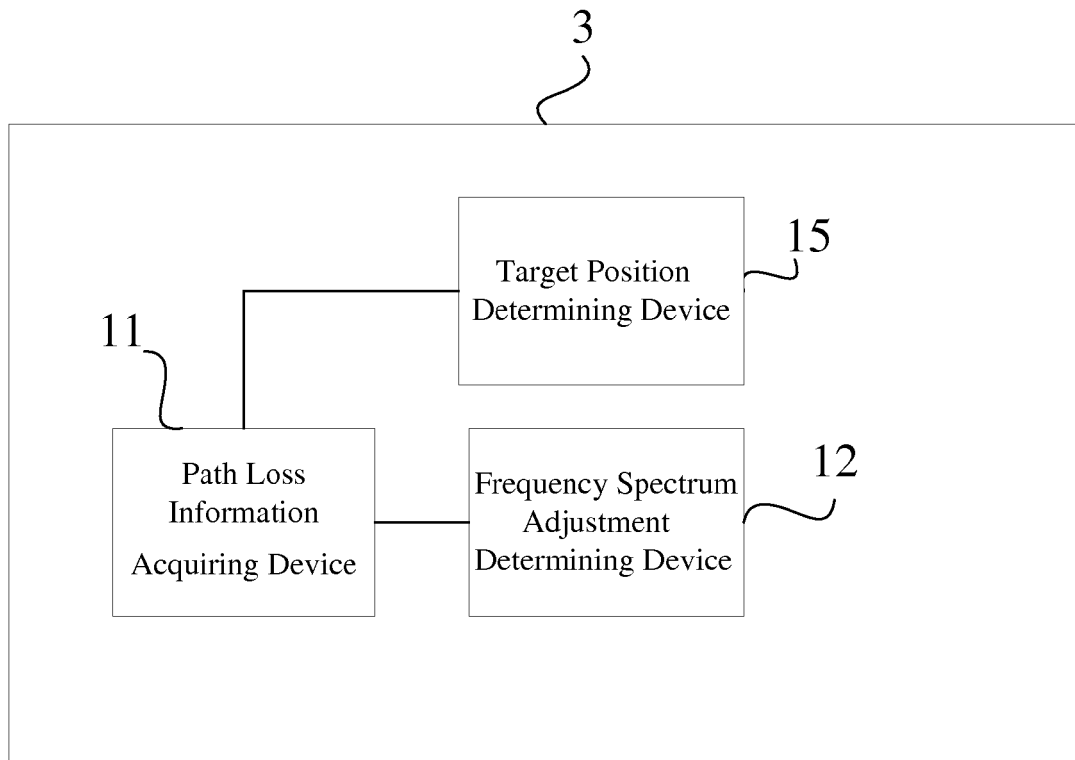 3
15
Target Position
Determining Device
11
Path Loss
Information
Acquiring Device
12
Frequency Spectrum
Adjustment
Determining Device